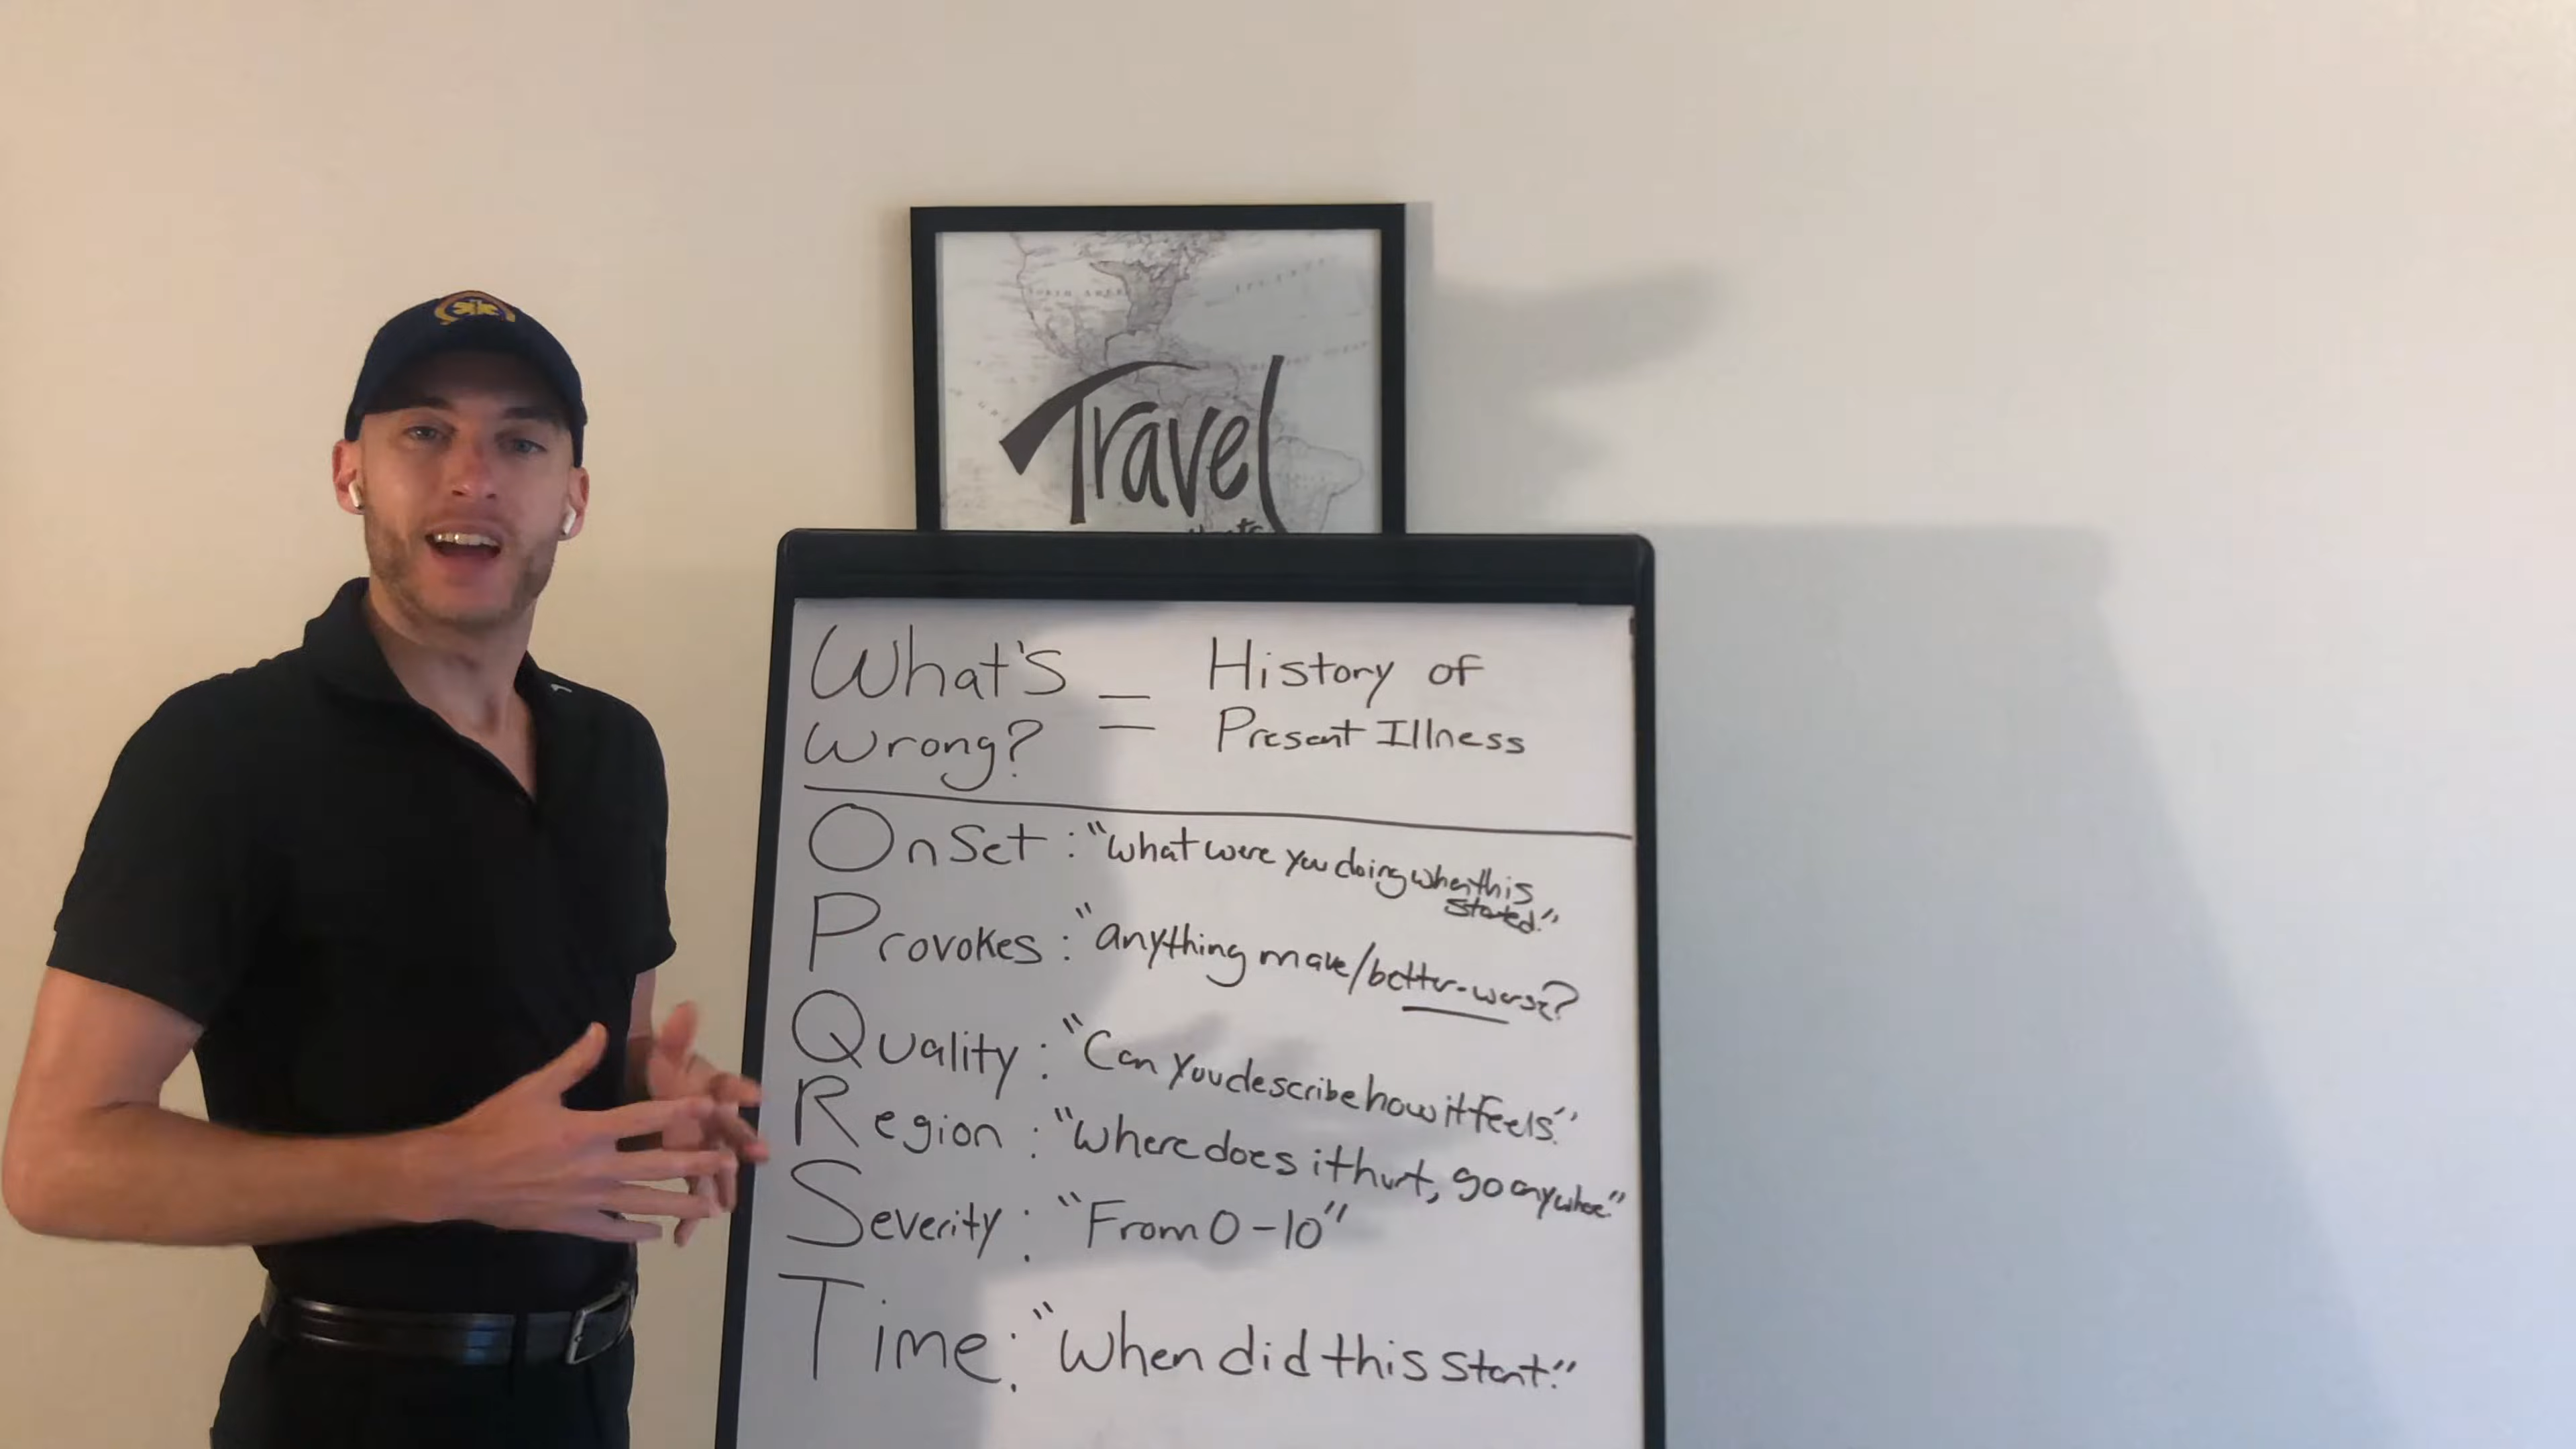 Travel
What's = History of
Wrong? Present Illness
OnSet : "What were you doing when this
started."
Provokes : "anything make/better-worse?
Quality : "Can you describe how it feels."
Region : "Where does it hurt, go anywhere."
Severity : "From 0-10"
Time : "When did this start."